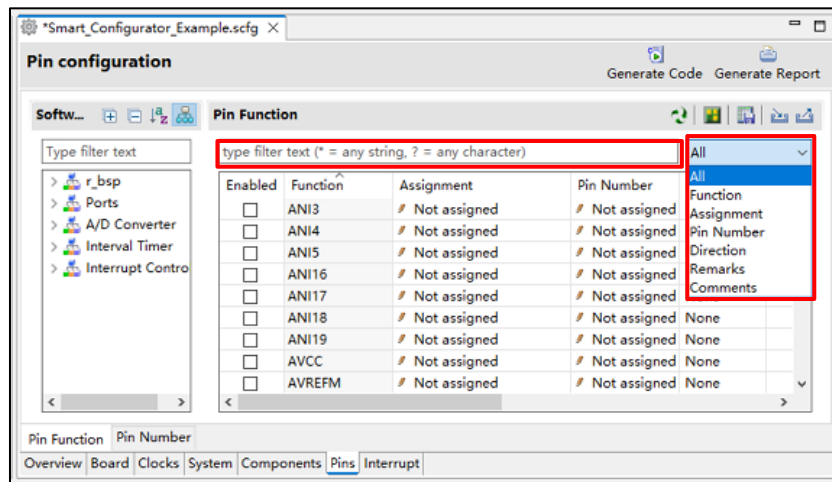 *Smart_Configurator_Example.scfg
Pin configuration
Generate Code Generate Report
Softw...
Pin Function
Type filter text
type filter text (* = any string, ? = any character)
All
r_bsp
Ports
A/D Converter
Interval Timer
Interrupt Contro
All
Function
Assignment
Pin Number
Direction
Remarks
Comments
Enabled Function Assignment Pin Number
ANI3 Not assigned Not assigned
ANI4 Not assigned Not assigned
ANI5 Not assigned Not assigned
ANI16 Not assigned Not assigned
ANI17 Not assigned Not assigned
ANI18 Not assigned Not assigned None
ANI19 Not assigned Not assigned None
AVCC Not assigned Not assigned None
AVREFM Not assigned Not assigned None
Pin Function Pin Number
Overview Board Clocks System Components Pins Interrupt